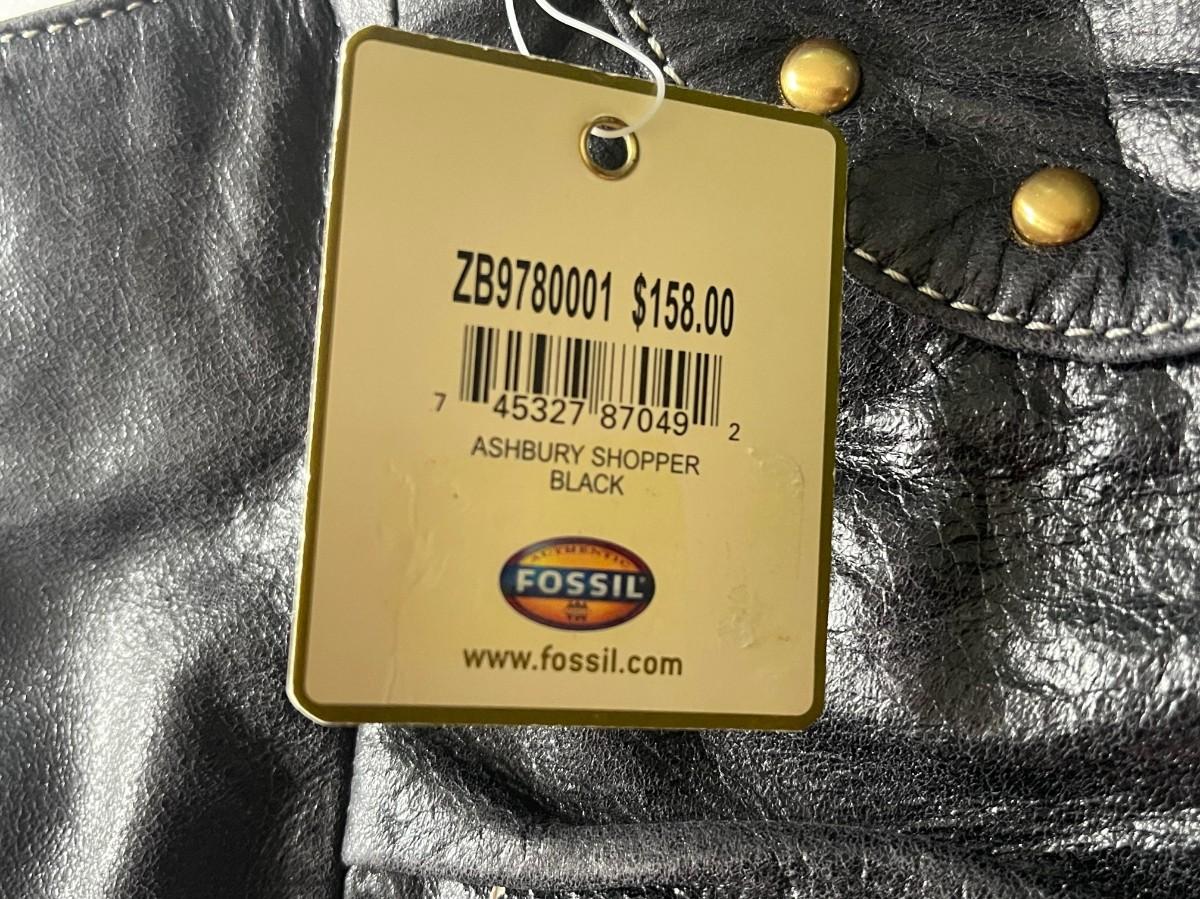 ZB9780001 $158.00
7 45327 87049 2
ASHBURY SHOPPER
BLACK
AUTHENTIC
FOSSIL
www.fossil.com